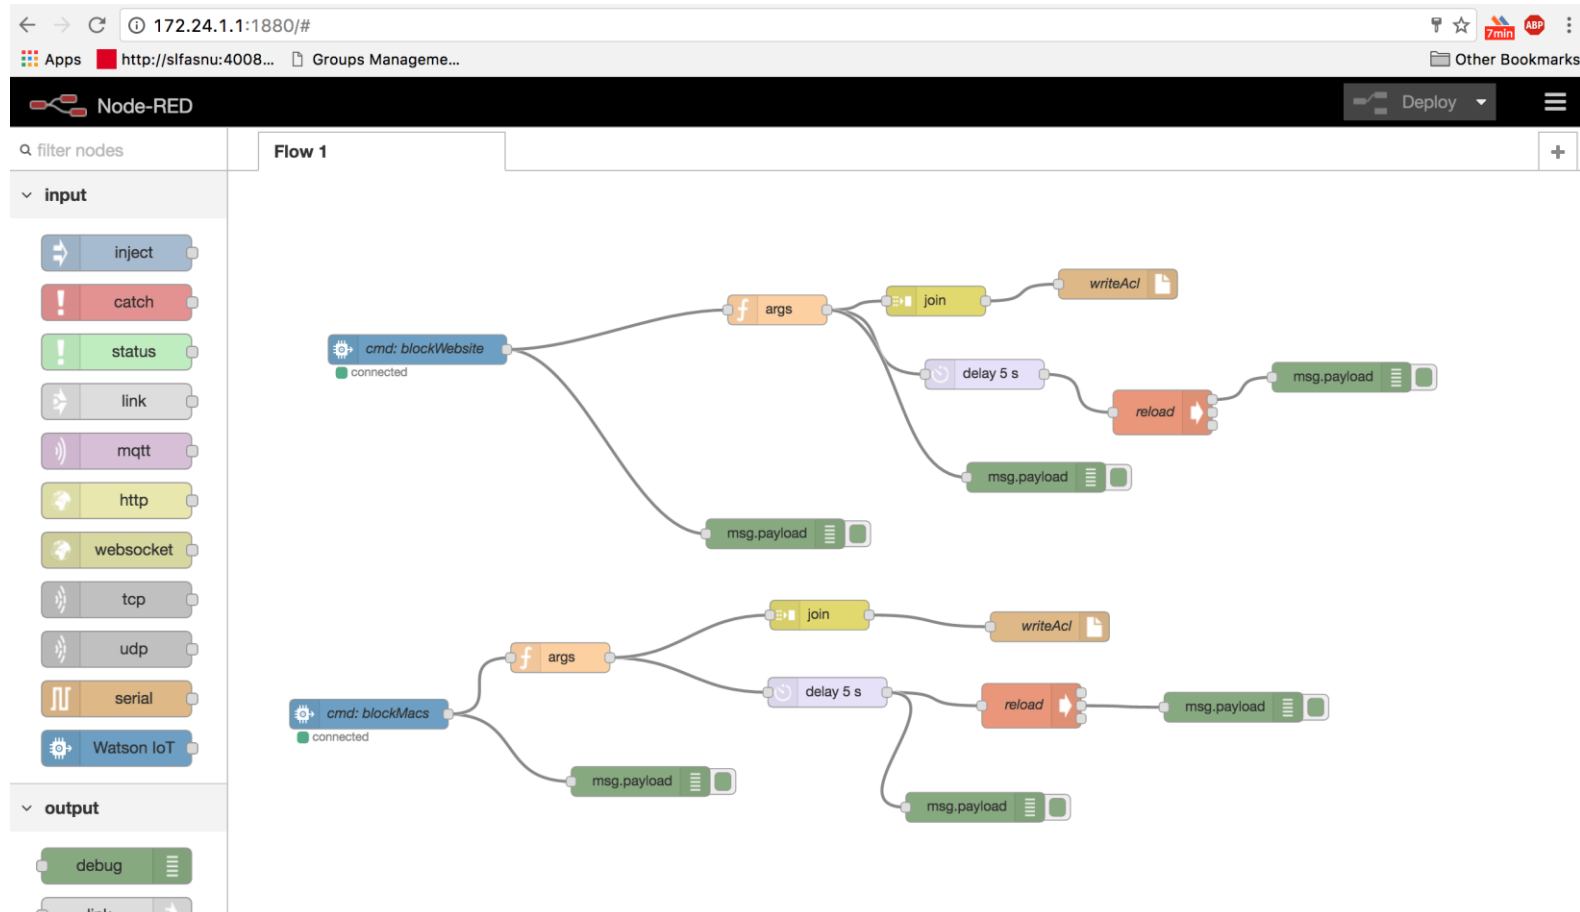 172.24.1.1:1880/#
7min
ABP
Apps
http://slfasnu:4008...
Groups Manageme...
Other Bookmarks
Node-RED
Deploy
filter nodes
Flow 1
+
input
inject
catch
status
link
mqtt
http
websocket
tcp
udp
serial
Watson IoT
output
debug
cmd: blockWebsite
connected
args
join
writeAcl
delay 5 s
reload
msg.payload
msg.payload
msg.payload
cmd: blockMacs
connected
args
join
writeAcl
delay 5 s
reload
msg.payload
msg.payload
msg.payload